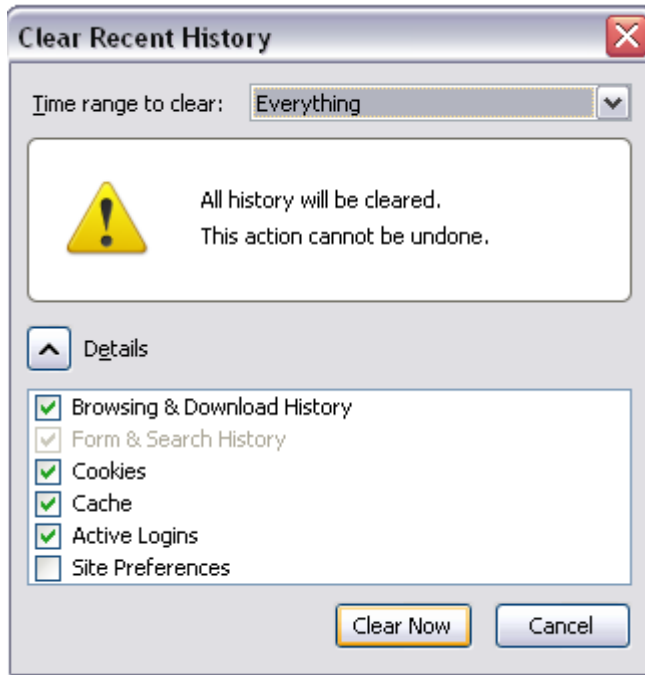 Clear Recent History
Time range to clear: Everything
All history will be cleared.
This action cannot be undone.
Details
Browsing & Download History
Form & Search History
Cookies
Cache
Active Logins
Site Preferences
Clear Now Cancel